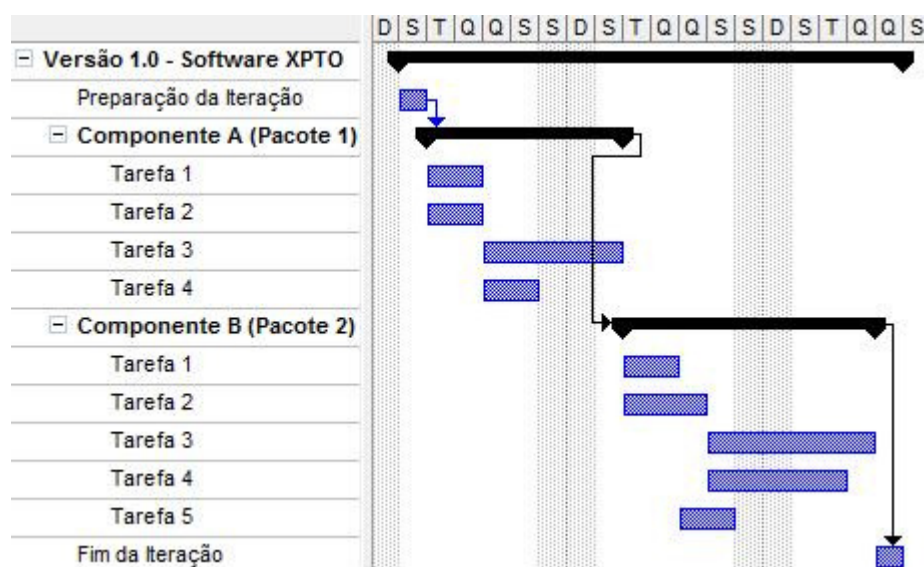 D S T Q Q S S D S T Q Q S S D S T Q Q S
Versão 1.0 - Software XPTO
Preparação da Iteração
Componente A (Pacote 1)
Tarefa 1
Tarefa 2
Tarefa 3
Tarefa 4
Componente B (Pacote 2)
Tarefa 1
Tarefa 2
Tarefa 3
Tarefa 4
Tarefa 5
Fim da Iteração